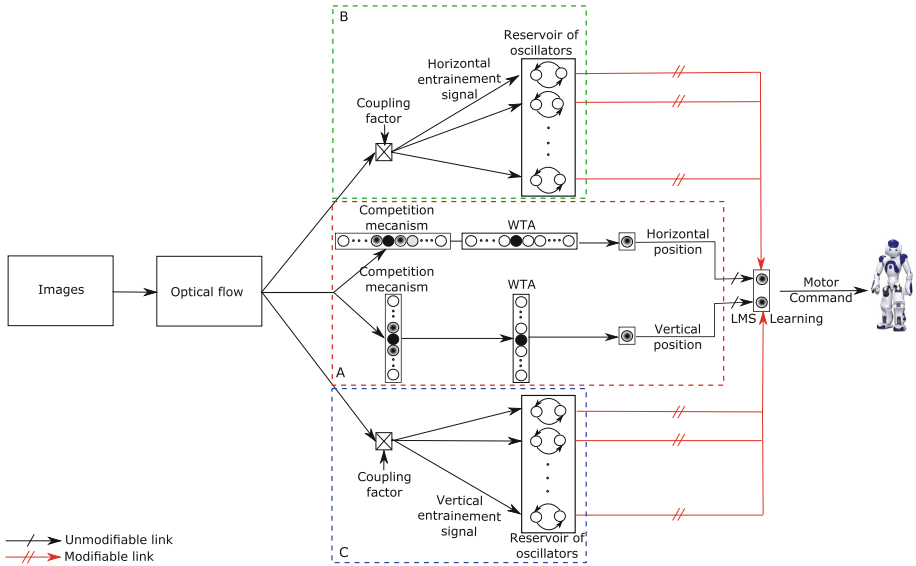 B
Reservoir of
oscillators
Horizontal
entrainement
signal
Coupling
factor
Competition
mecanism
WTA
Horizontal
position
Competition
mecanism
WTA
Images
Optical flow
Motor
Command
Vertical
position
LMS Learning
A
Coupling
factor
Vertical
entrainement
signal
Reservoir of
oscillators
C
Unmodifiable link
Modifiable link